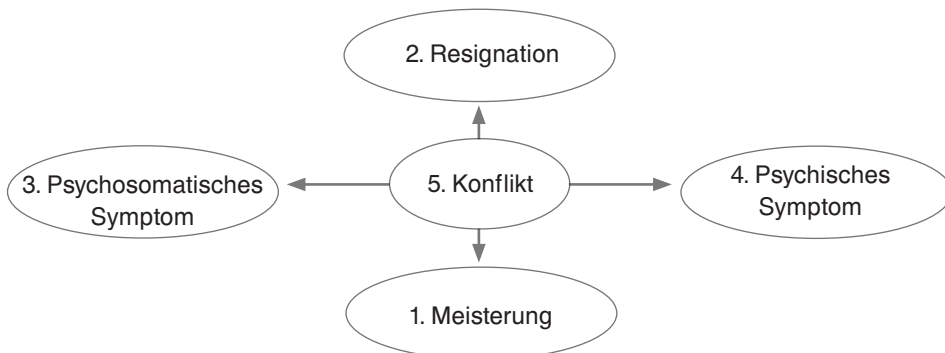 2. Resignation
3. Psychosomatisches
Symptom
5. Konflikt
4. Psychisches
Symptom
1. Meisterung